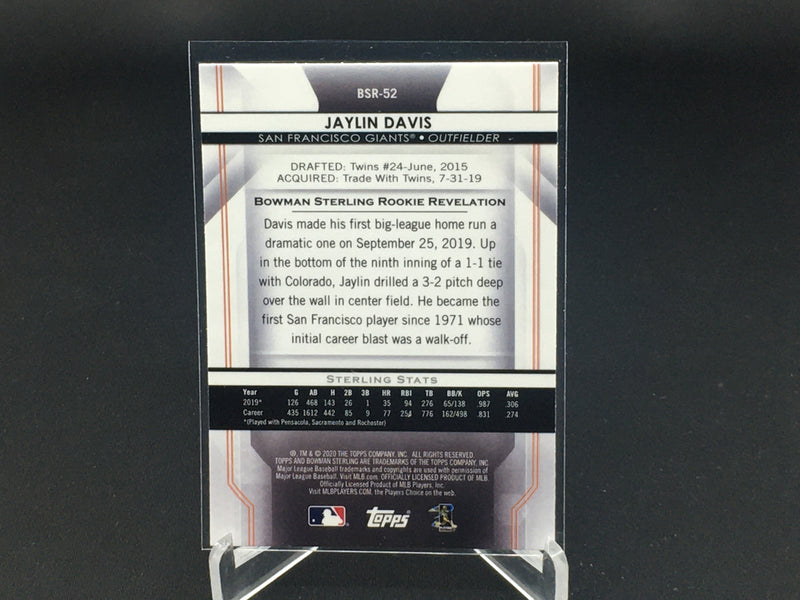 BSR-52
JAYLIN DAVIS
SAN FRANCISCO GIANTS® • OUTFIELDER
DRAFTED: Twins #24-June, 2015
ACQUIRED: Trade With Twins, 7-31-19
BOWMAN STERLING ROOKIE REVELATION
Davis made his first big-league home run a
dramatic one on September 25, 2019. Up
in the bottom of the ninth inning of a 1-1 tie
with Colorado, Jaylin drilled a 3-2 pitch deep
over the wall in center field. He became the
first San Francisco player since 1971 whose
initial career blast was a walk-off.
STERLING STATS
Year G AB H 2B 3B HR RBI TB BB/K OPS AVG
2019* 126 468 143 26 1 35 94 276 65/138 .987 .306
Career 435 1612 442 85 9 77 254 776 162/498 .831 .274
*(Played with Pensacola, Sacramento and Rochester)
®, TM & © 2020 THE TOPPS COMPANY, INC. ALL RIGHTS RESERVED.
TOPPS AND BOWMAN STERLING ARE TRADEMARKS OF THE TOPPS COMPANY, INC.
Major League Baseball trademarks and copyrights are used with permission of
Major League Baseball. Visit MLB.com. OFFICIALLY LICENSED PRODUCT OF MLB
Officially Licensed Product of MLB Players, Inc.
Visit MLBPLAYERS.COM, the Players Choice on the web.
Topps